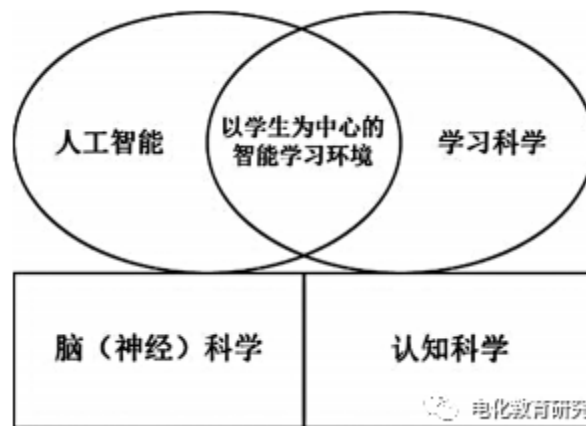 人工智能
以学生为中心的
智能学习环境
学习科学
脑（神经）科学
认知科学
电化教育研究